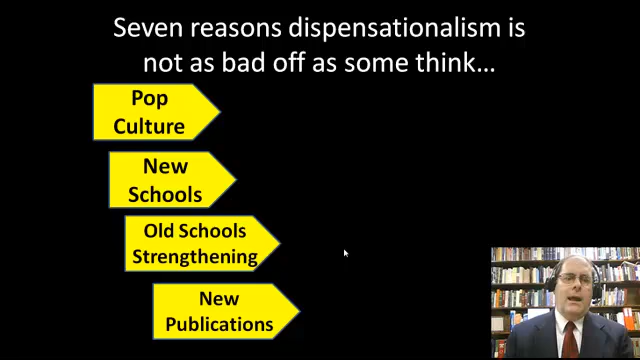 Seven reasons dispensationalism is
not as bad off as some think...
Pop
Culture
New
Schools
Old Schools
Strengthening
New
Publications